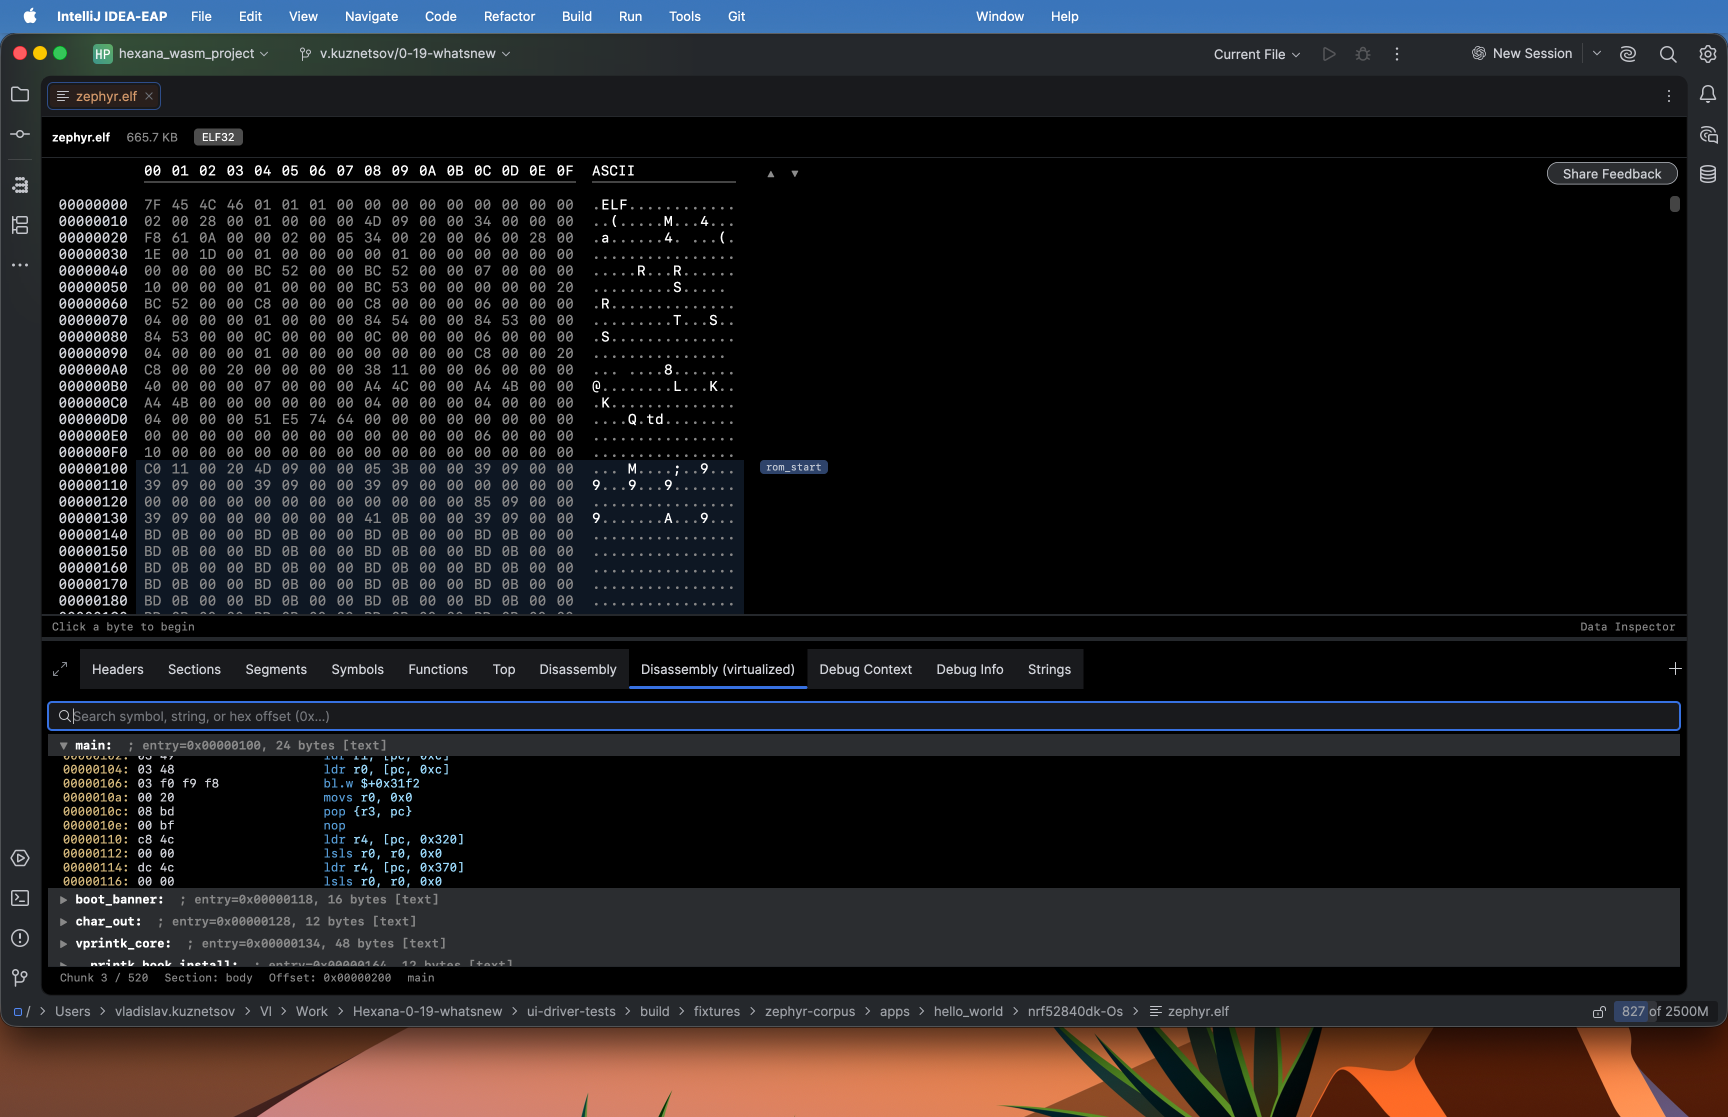 IntelliJ IDEA-EAP File Edit View Navigate Code Refactor Build Run Tools Git Window Help
HP hexana_wasm_project v.kuznetsov/0-19-whatsnew Current File New Session
zephyr.elf
zephyr.elf 665.7 KB ELF32
00 01 02 03 04 05 06 07 08 09 0A 0B 0C 0D 0E 0F ASCII Share Feedback
00000000 7F 45 4C 46 01 01 01 00 00 00 00 00 00 00 00 00 .ELF............
00000010 02 00 28 00 01 00 00 00 4D 09 00 00 34 00 00 00 ..(.....M...4...
00000020 F8 61 0A 00 00 02 00 05 34 00 20 00 06 00 28 00 .a......4. ...(.
00000030 1E 00 1D 00 01 00 00 00 00 01 00 00 00 00 00 00 ................
00000040 00 00 00 00 BC 52 00 00 BC 52 00 00 07 00 00 00 .....R...R......
00000050 10 00 00 00 01 00 00 00 BC 53 00 00 00 00 00 20 .........S.....
00000060 BC 52 00 00 C8 00 00 00 C8 00 00 00 06 00 00 00 .R..............
00000070 04 00 00 00 01 00 00 00 84 54 00 00 84 53 00 00 .........T...S..
00000080 84 53 00 00 0C 00 00 00 0C 00 00 00 06 00 00 00 .S..............
00000090 04 00 00 00 01 00 00 00 00 00 00 00 C8 00 00 20 ...............
000000A0 C8 00 00 20 00 00 00 00 38 11 00 00 06 00 00 00 ... ....8.......
000000B0 40 00 00 00 07 00 00 00 A4 4C 00 00 A4 4B 00 00 @........L...K..
000000C0 A4 4B 00 00 00 00 00 00 04 00 00 00 04 00 00 00 .K..............
000000D0 04 00 00 00 51 E5 74 64 00 00 00 00 00 00 00 00 ....Q.td........
000000E0 00 00 00 00 00 00 00 00 00 00 00 00 06 00 00 00 ................
000000F0 10 00 00 00 00 00 00 00 00 00 00 00 00 00 00 00 ................
00000100 C0 11 00 20 4D 09 00 00 05 3B 00 00 39 09 00 00 ... M....;..9... rom_start
00000110 39 09 00 00 39 09 00 00 39 09 00 00 00 00 00 00 9...9...9.......
00000120 00 00 00 00 00 00 00 00 00 00 00 00 85 09 00 00 ................
00000130 39 09 00 00 00 00 00 00 41 0B 00 00 39 09 00 00 9.......A...9...
00000140 BD 0B 00 00 BD 0B 00 00 BD 0B 00 00 BD 0B 00 00 ................
00000150 BD 0B 00 00 BD 0B 00 00 BD 0B 00 00 BD 0B 00 00 ................
00000160 BD 0B 00 00 BD 0B 00 00 BD 0B 00 00 BD 0B 00 00 ................
00000170 BD 0B 00 00 BD 0B 00 00 BD 0B 00 00 BD 0B 00 00 ................
00000180 BD 0B 00 00 BD 0B 00 00 BD 0B 00 00 BD 0B 00 00 ................
Click a byte to begin Data Inspector
Headers Sections Segments Symbols Functions Top Disassembly Disassembly (virtualized) Debug Context Debug Info Strings
Search symbol, string, or hex offset (0x...)
main: ; entry=0x00000100, 24 bytes [text]
00000102: 03 49 ldr r1, [pc, 0xc]
00000104: 03 48 ldr r0, [pc, 0xc]
00000106: 03 f0 f9 f8 bl.w $+0x31f2
0000010a: 00 20 movs r0, 0x0
0000010c: 08 bd pop {r3, pc}
0000010e: 00 bf nop
00000110: c8 4c ldr r4, [pc, 0x320]
00000112: 00 00 lsls r0, r0, 0x0
00000114: dc 4c ldr r4, [pc, 0x370]
00000116: 00 00 lsls r0, r0, 0x0
boot_banner: ; entry=0x00000118, 16 bytes [text]
char_out: ; entry=0x00000128, 12 bytes [text]
vprintk_core: ; entry=0x00000134, 48 bytes [text]
printk_hook_install: ; entry=0x00000164, 12 bytes [text]
Chunk 3 / 520 Section: body Offset: 0x00000200 main
/ > Users > vladislav.kuznetsov > VI > Work > Hexana-0-19-whatsnew > ui-driver-tests > build > fixtures > zephyr-corpus > apps > hello_world > nrf52840dk-Os > zephyr.elf 827 of 2500M